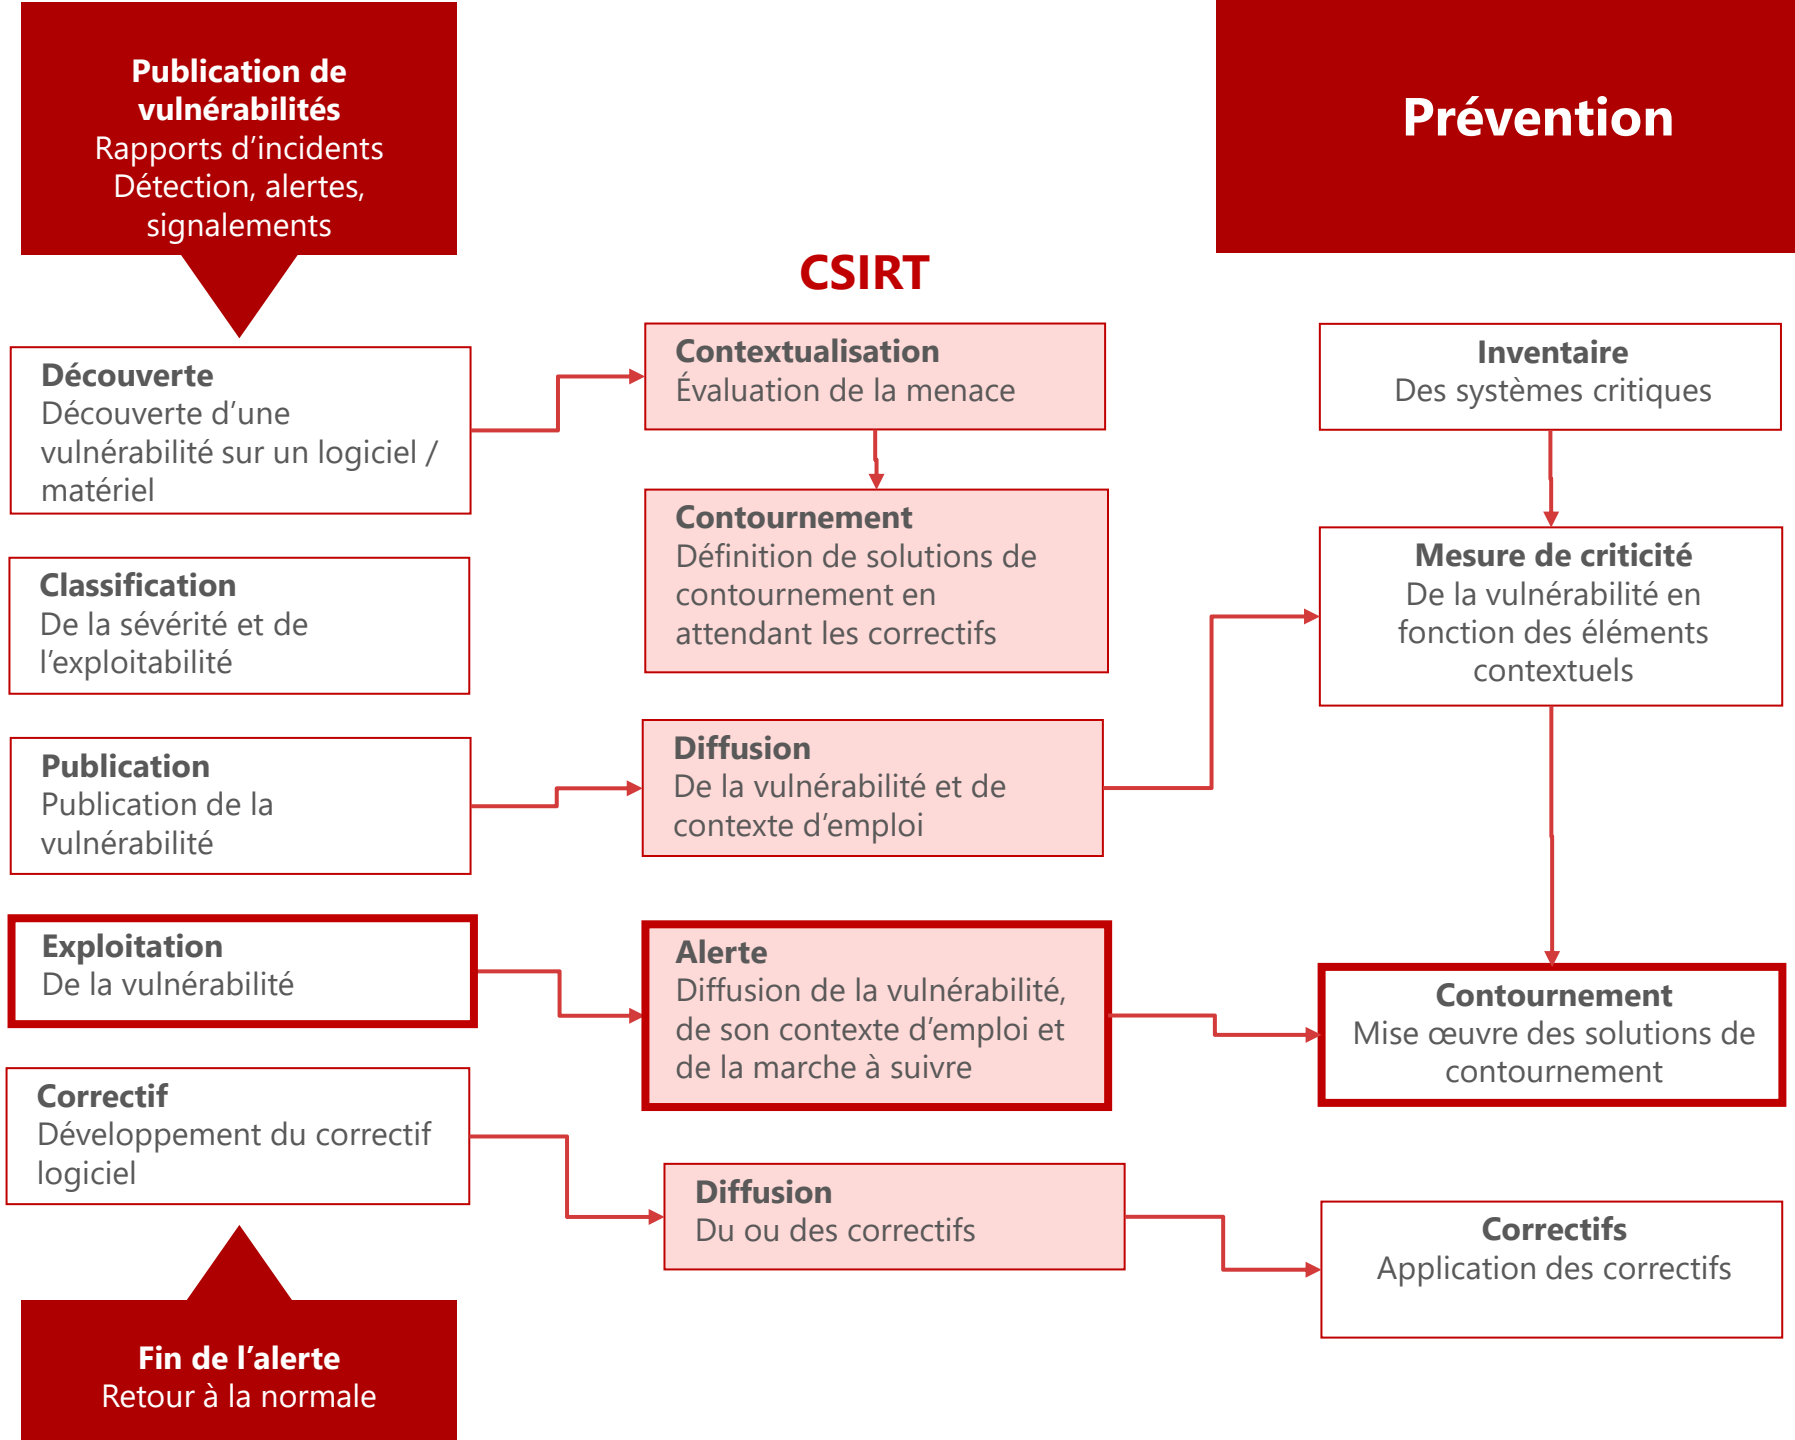 Publication de
vulnérabilités
Rapports d’incidents
Détection, alertes,
signalements
Découverte
Découverte d’une
vulnérabilité sur un logiciel /
matériel
Classification
De la sévérité et de
l’exploitabilité
Publication
Publication de la
vulnérabilité
Exploitation
De la vulnérabilité
Correctif
Développement du correctif
logiciel
Fin de l’alerte
Retour à la normale
CSIRT
Contextualisation
Évaluation de la menace
Contournement
Définition de solutions de
contournement en
attendant les correctifs
Diffusion
De la vulnérabilité et de
contexte d’emploi
Alerte
Diffusion de la vulnérabilité,
de son contexte d’emploi et
de la marche à suivre
Diffusion
Du ou des correctifs
Prévention
Inventaire
Des systèmes critiques
Mesure de criticité
De la vulnérabilité en
fonction des éléments
contextuels
Contournement
Mise œuvre des solutions de
contournement
Correctifs
Application des correctifs